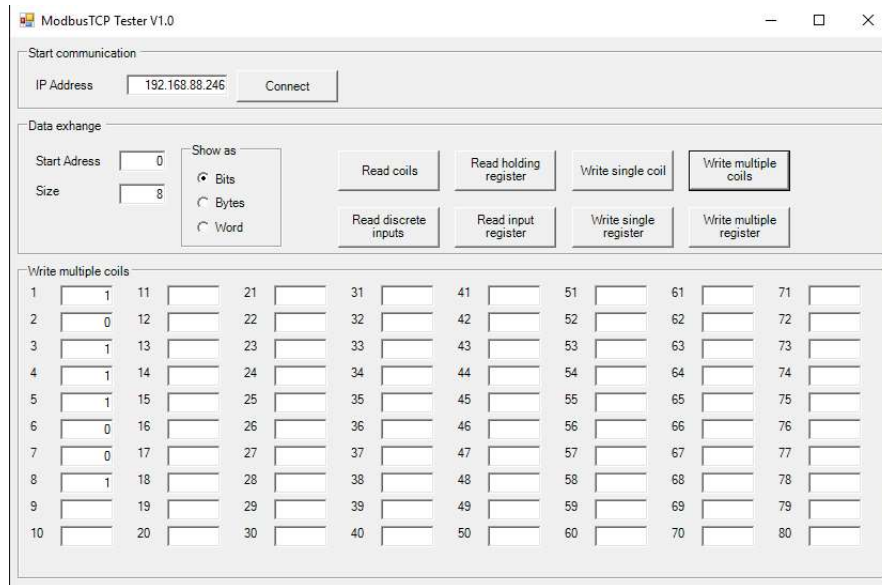 ModbusTCP Tester V1.0
Start communication
IP Address 192.168.88.246 Connect
Data exhange
Start Adress 0
Size 8
Show as
Bits
Bytes
Word
Read coils
Read holding
register
Write single coil
Write multiple
coils
Read discrete
inputs
Read input
register
Write single
register
Write multiple
register
Write multiple coils
1 1 11 21 31 41 51 61 71
2 0 12 22 32 42 52 62 72
3 1 13 23 33 43 53 63 73
4 1 14 24 34 44 54 64 74
5 1 15 25 35 45 55 65 75
6 0 16 26 36 46 56 66 76
7 0 17 27 37 47 57 67 77
8 1 18 28 38 48 58 68 78
9 19 29 39 49 59 69 79
10 20 30 40 50 60 70 80